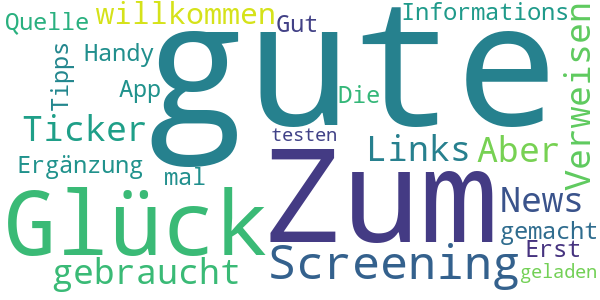 Quelle
willkommen
Gut
Informations
gute
Verweisen
Tipps
Handy
App
Die
Ticker
testen
Links
Aber
Ergänzung
mal
Zum
Glück
News
gemacht
Screening
Erst
gebraucht
geladen